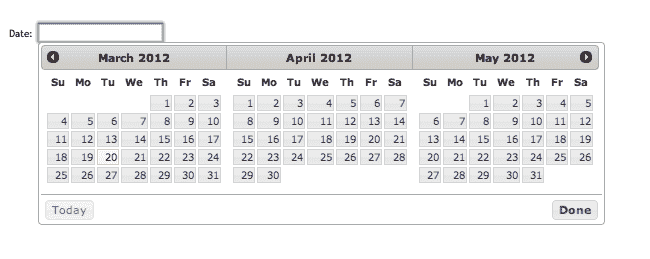 Date:
March 2012 April 2012 May 2012
Su Mo Tu We Th Fr Sa Su Mo Tu We Th Fr Sa Su Mo Tu We Th Fr Sa
1 2 3 1 2 3 4 5 6 7 1 2 3 4 5
4 5 6 7 8 9 10 8 9 10 11 12 13 14 6 7 8 9 10 11 12
11 12 13 14 15 16 17 15 16 17 18 19 20 21 13 14 15 16 17 18 19
18 19 20 21 22 23 24 22 23 24 25 26 27 28 20 21 22 23 24 25 26
25 26 27 28 29 30 31 29 30 27 28 29 30 31
Today Done